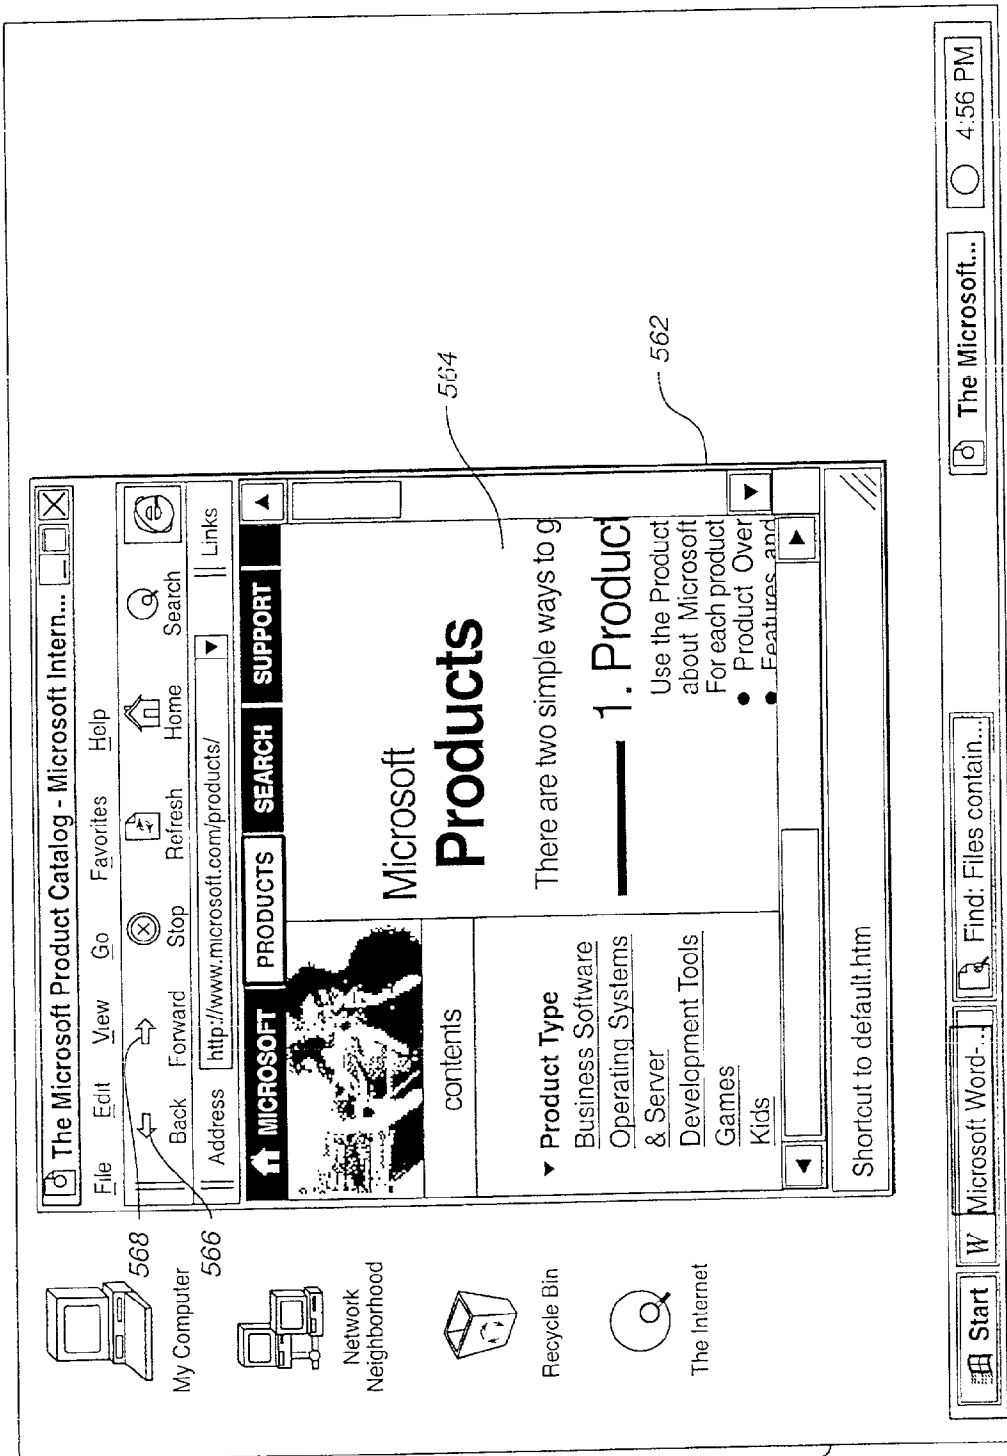 The Microsoft Product Catalog - Microsoft Intern...
File Edit View Go Favorites Help
Back Forward Stop Refresh Home Search
Address http://www.microsoft.com/products/ Links
MICROSOFT PRODUCTS SEARCH SUPPORT
contents
▼ Product Type
Business Software
Operating Systems
& Server
Development Tools
Games
Kids
Microsoft
Products
There are two simple ways to g
1. Product
Use the Product
about Microsoft
For each product
● Product Over
● Features and
Shortcut to default.htm
568
566
564
562
My Computer
Network
Neighborhood
Recycle Bin
The Internet
Start
W Microsoft Word-...
Find: Files contain...
The Microsoft...
4:56 PM